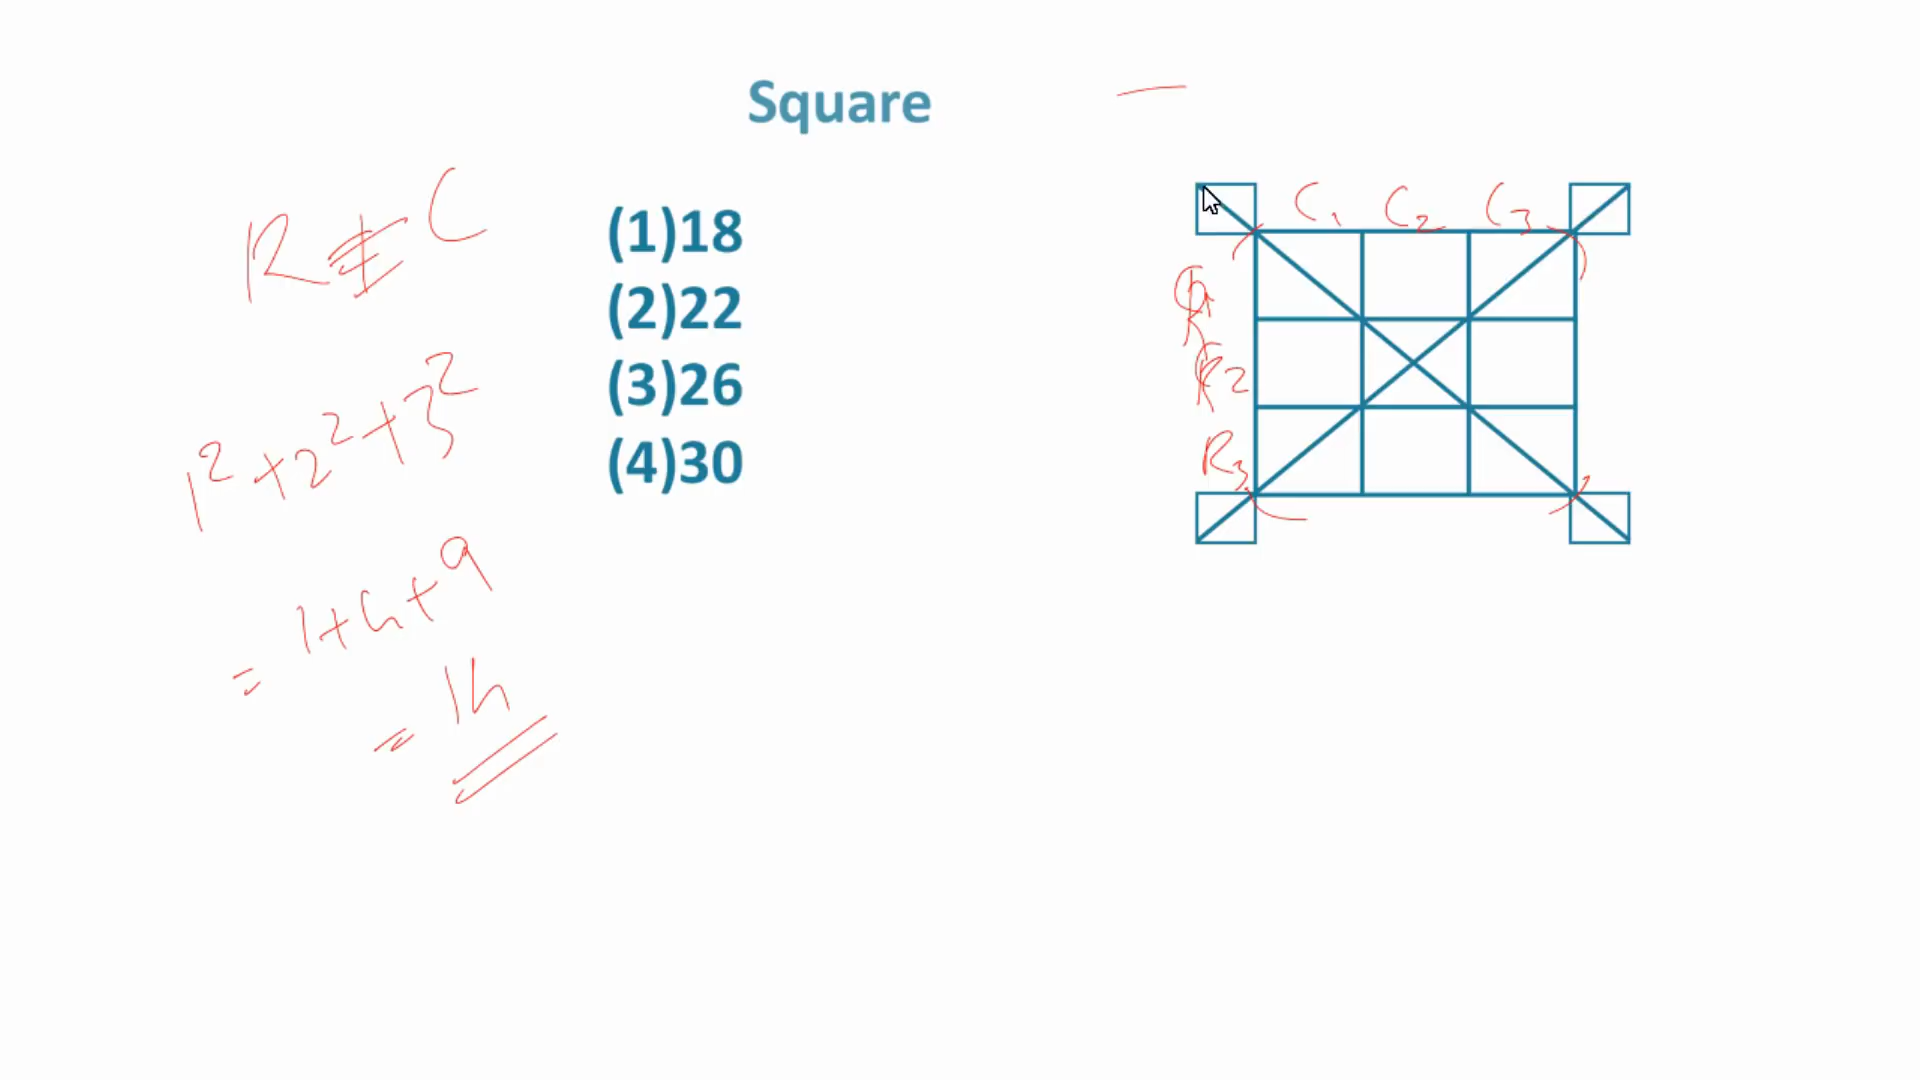 Square
R ≠ C
(1)18
(2)22
(3)26
(4)30
C1 C2 C3
R1
R2
R3
1²+2²+3²
= 1+4+9
= 14